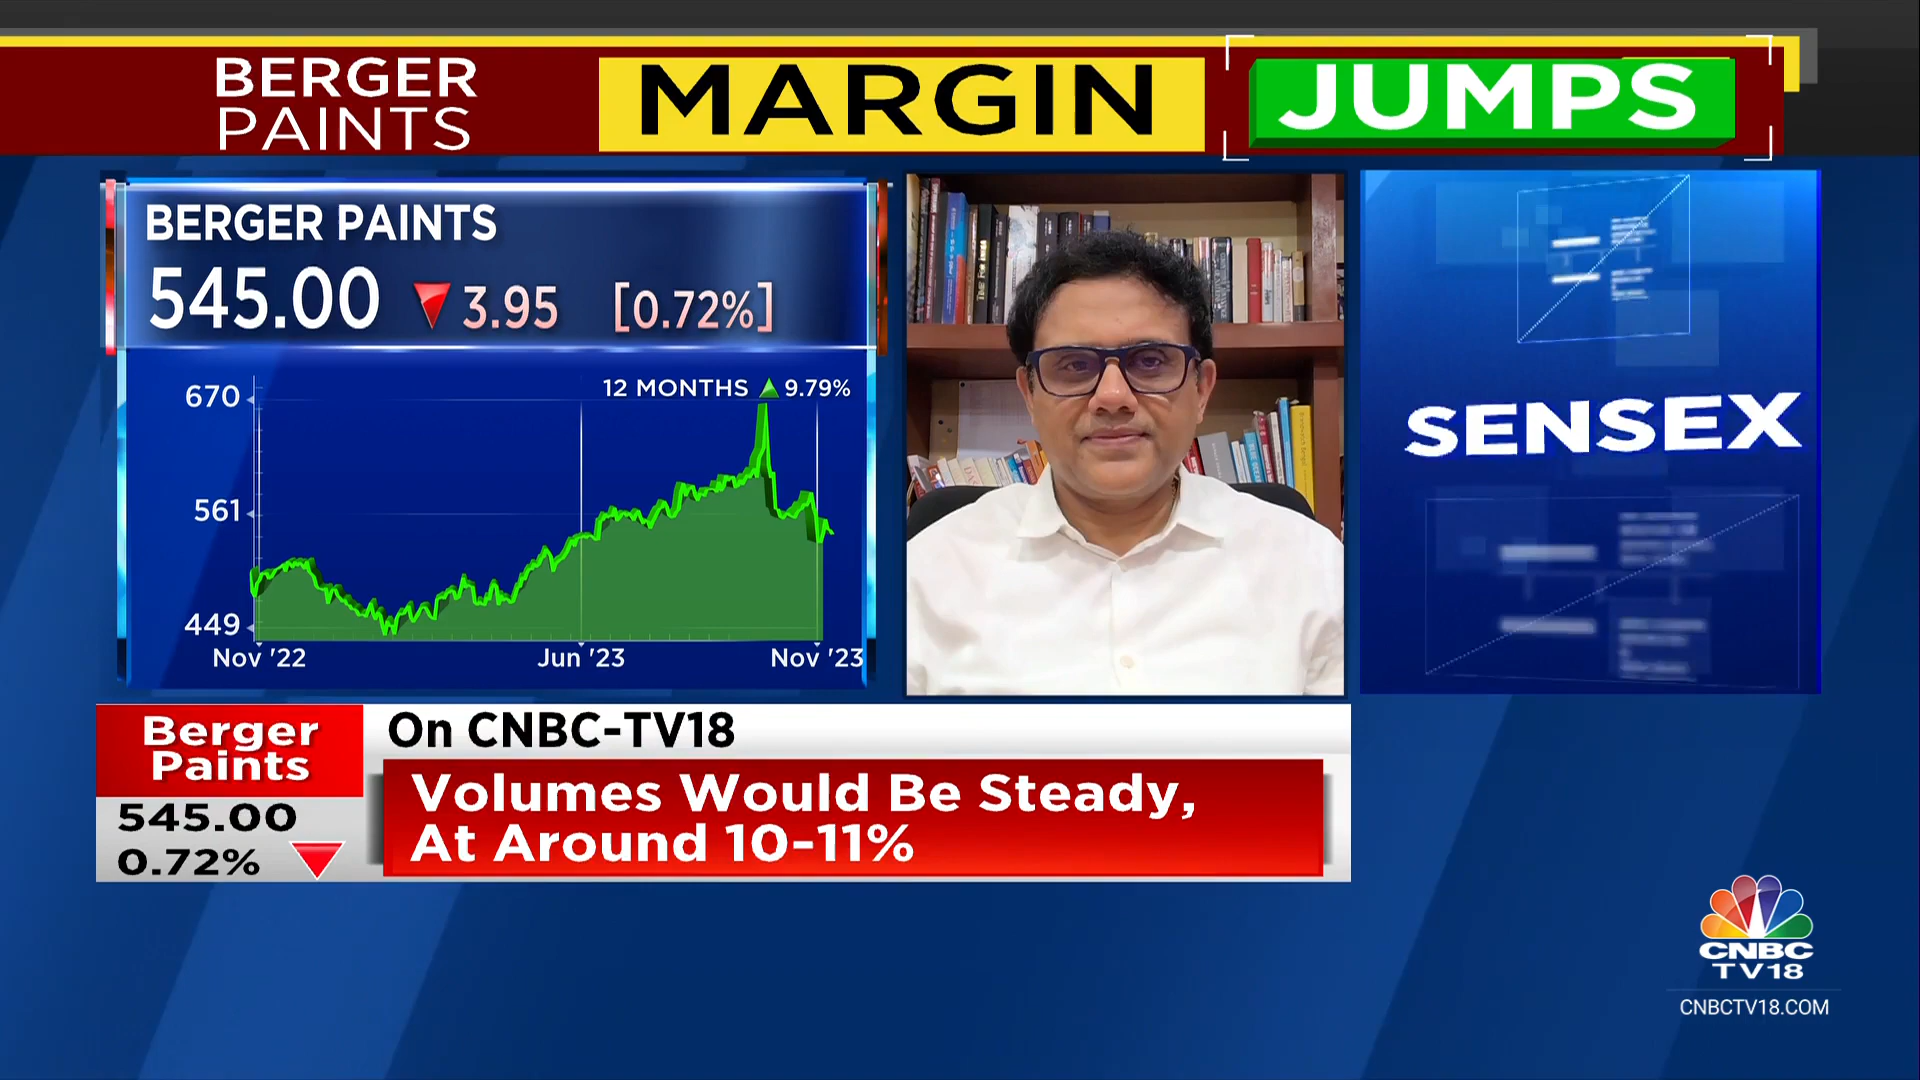 BERGER
PAINTS
MARGIN
JUMPS
BERGER PAINTS
545.00 ▼ 3.95 [0.72%]
12 MONTHS ▲ 9.79%
670
561
449
Nov '22 Jun '23 Nov '23
SENSEX
Berger
Paints
545.00
0.72% ▼
On CNBC-TV18
Volumes Would Be Steady,
At Around 10-11%
CNBC
TV18
CNBCTV18.COM